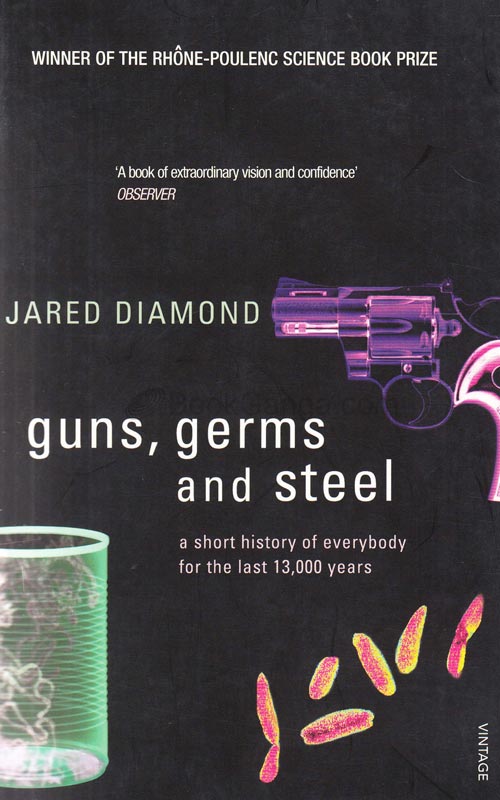 WINNER OF THE RHÔNE-POULENC SCIENCE BOOK PRIZE
'A book of extraordinary vision and confidence'
OBSERVER
JARED DIAMOND
guns, germs
and steel
a short history of everybody
for the last 13,000 years
VINTAGE